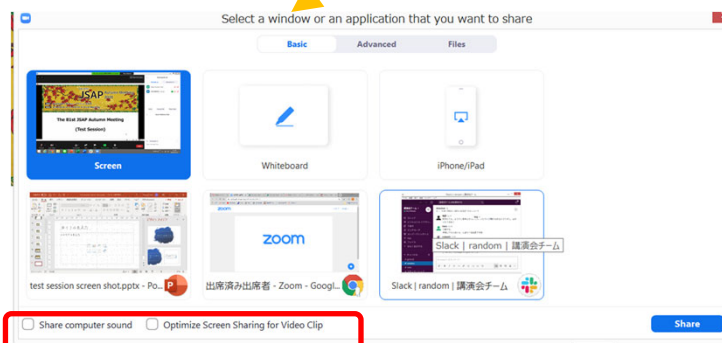 Select a window or an application that you want to share
Basic Advanced Files
JSAP
The 81st JSAP Autumn Meeting
(Test Session)
Screen
Whiteboard
iPhone/iPad
zoom
Slack | random | 講演会チーム
test session screen shot.pptx - Po...
出席済み出席者 - Zoom - Googl...
Slack | random | 講演会チーム
Share computer sound
Optimize Screen Sharing for Video Clip
Share